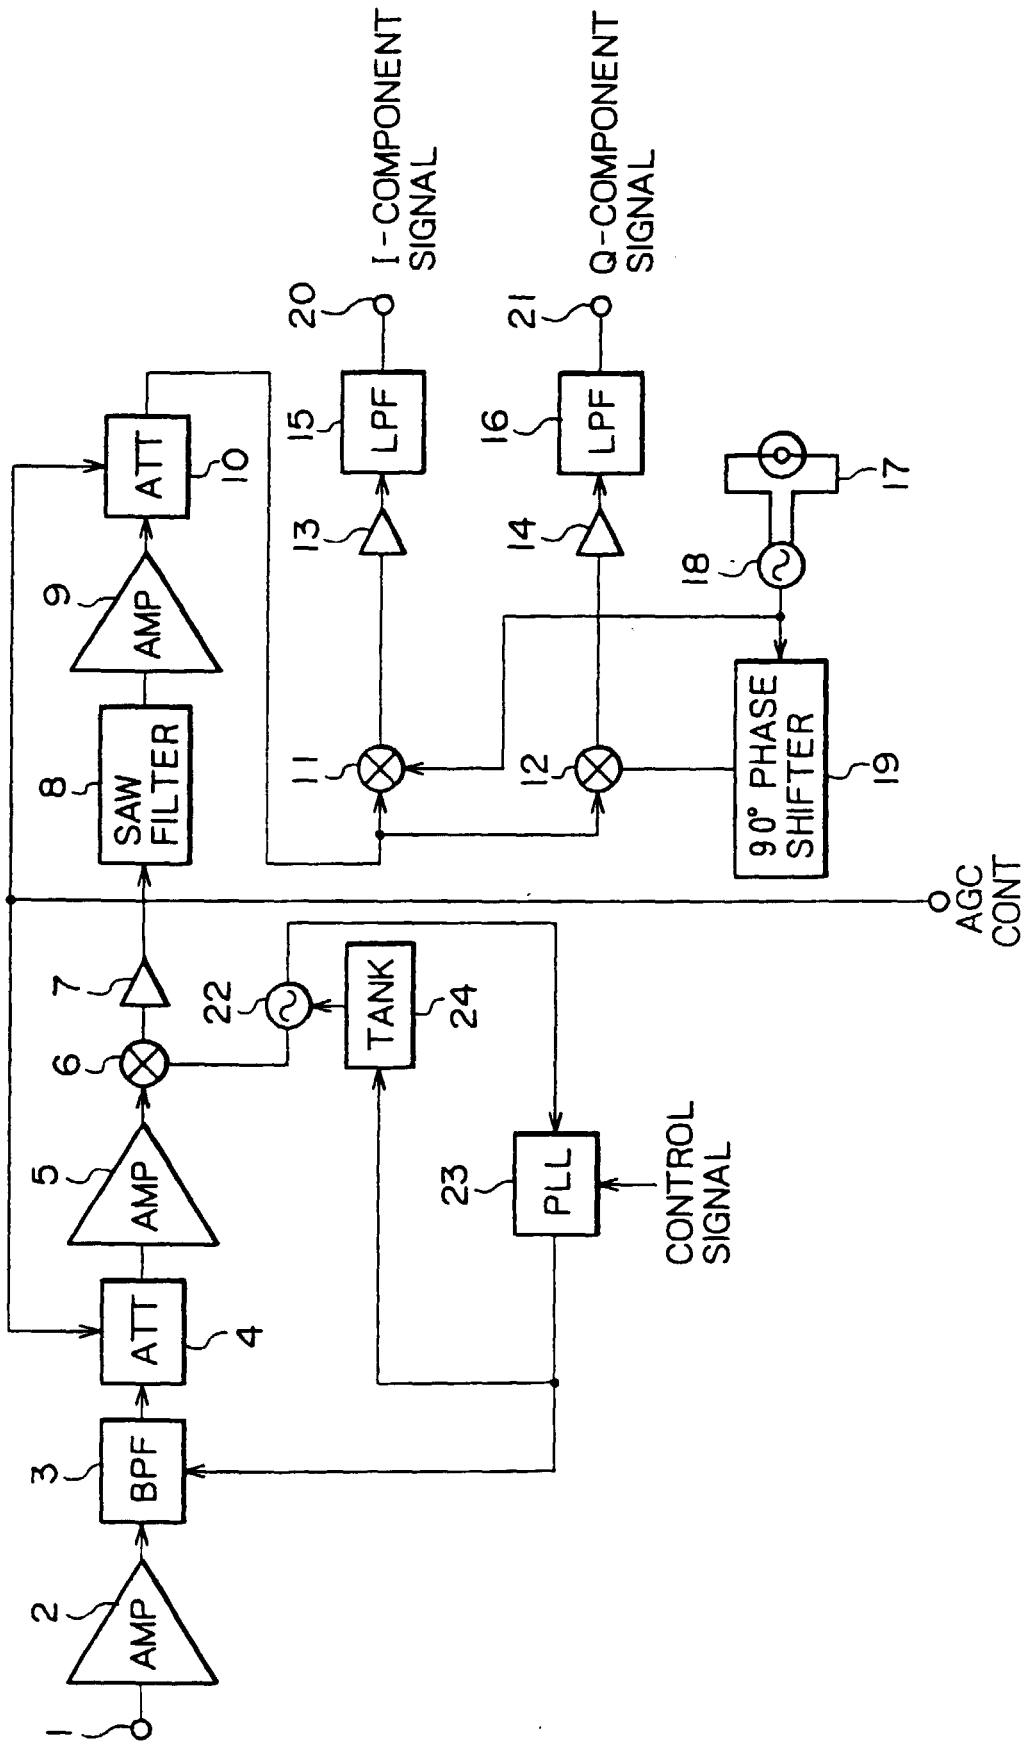 1
2
AMP
3
BPF
4
ATT
5
AMP
6
7
8
SAW
FILTER
9
AMP
10
ATT
11
12
13
14
15
LPF
16
LPF
17
18
19
90° PHASE
SHIFTER
20
I-COMPONENT
SIGNAL
21
Q-COMPONENT
SIGNAL
22
TANK
24
23
PLL
CONTROL
SIGNAL
AGC
CONT